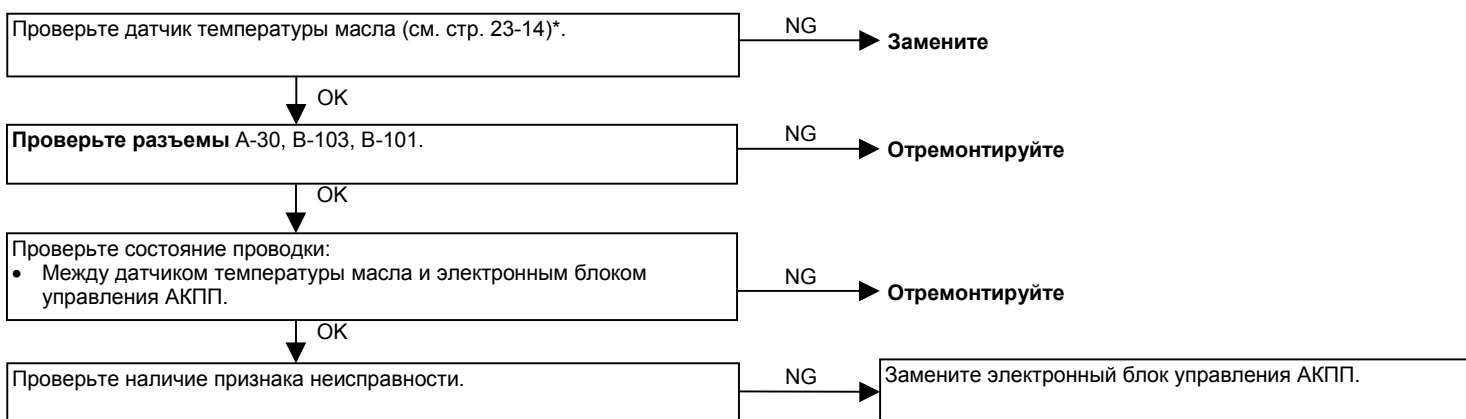 Проверьте датчик температуры масла (см. стр. 23-14)*.
NG
Замените
OK
Проверьте разъемы A-30, B-103, B-101.
NG
Отремонтируйте
OK
Проверьте состояние проводки:
• Между датчиком температуры масла и электронным блоком
управления АКПП.
NG
Отремонтируйте
OK
Проверьте наличие признака неисправности.
NG
Замените электронный блок управления АКПП.